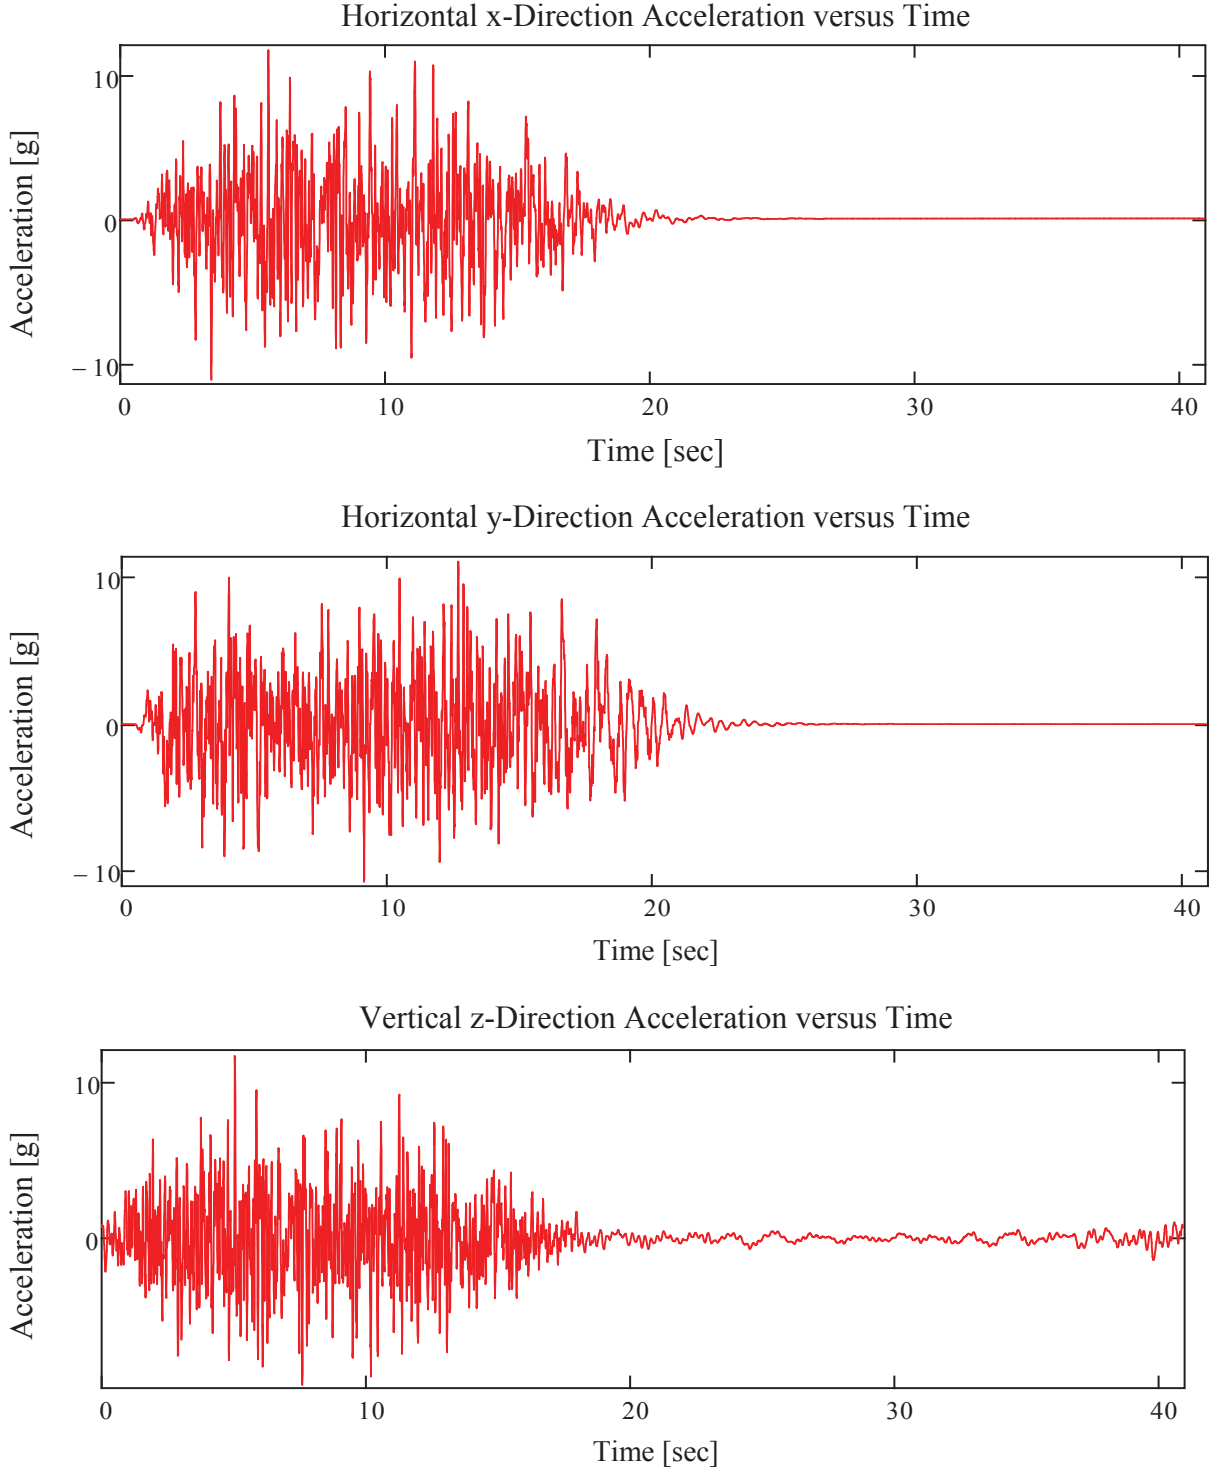 Horizontal x-Direction Acceleration versus Time
Acceleration [g]
10
0
– 10
0 10 20 30 40
Time [sec]
Horizontal y-Direction Acceleration versus Time
Acceleration [g]
10
0
– 10
0 10 20 30 40
Time [sec]
Vertical z-Direction Acceleration versus Time
Acceleration [g]
10
0
0 10 20 30 40
Time [sec]